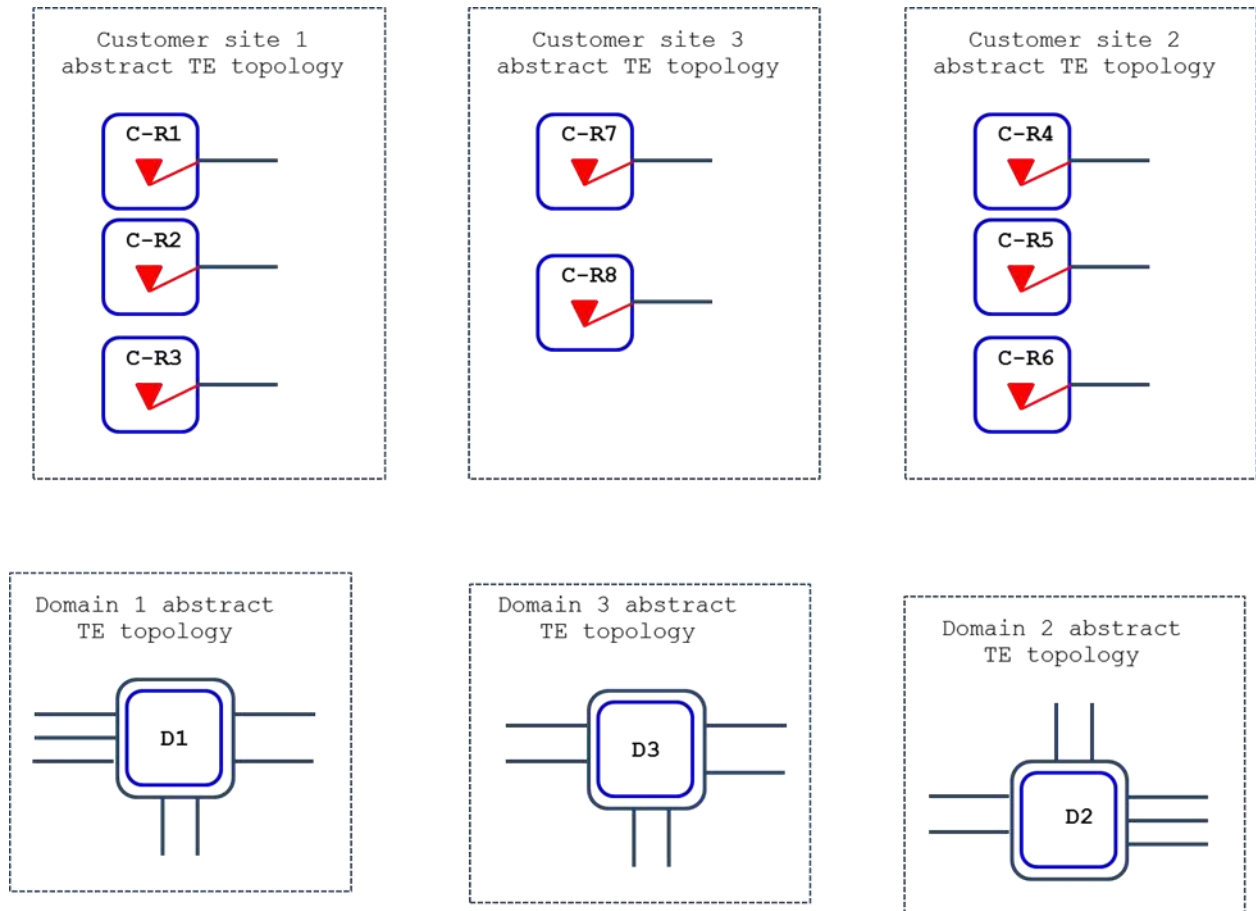 Customer site 1
abstract TE topology
C-R1
C-R2
C-R3
Customer site 3
abstract TE topology
C-R7
C-R8
Customer site 2
abstract TE topology
C-R4
C-R5
C-R6
Domain 1 abstract
TE topology
D1
Domain 3 abstract
TE topology
D3
Domain 2 abstract
TE topology
D2